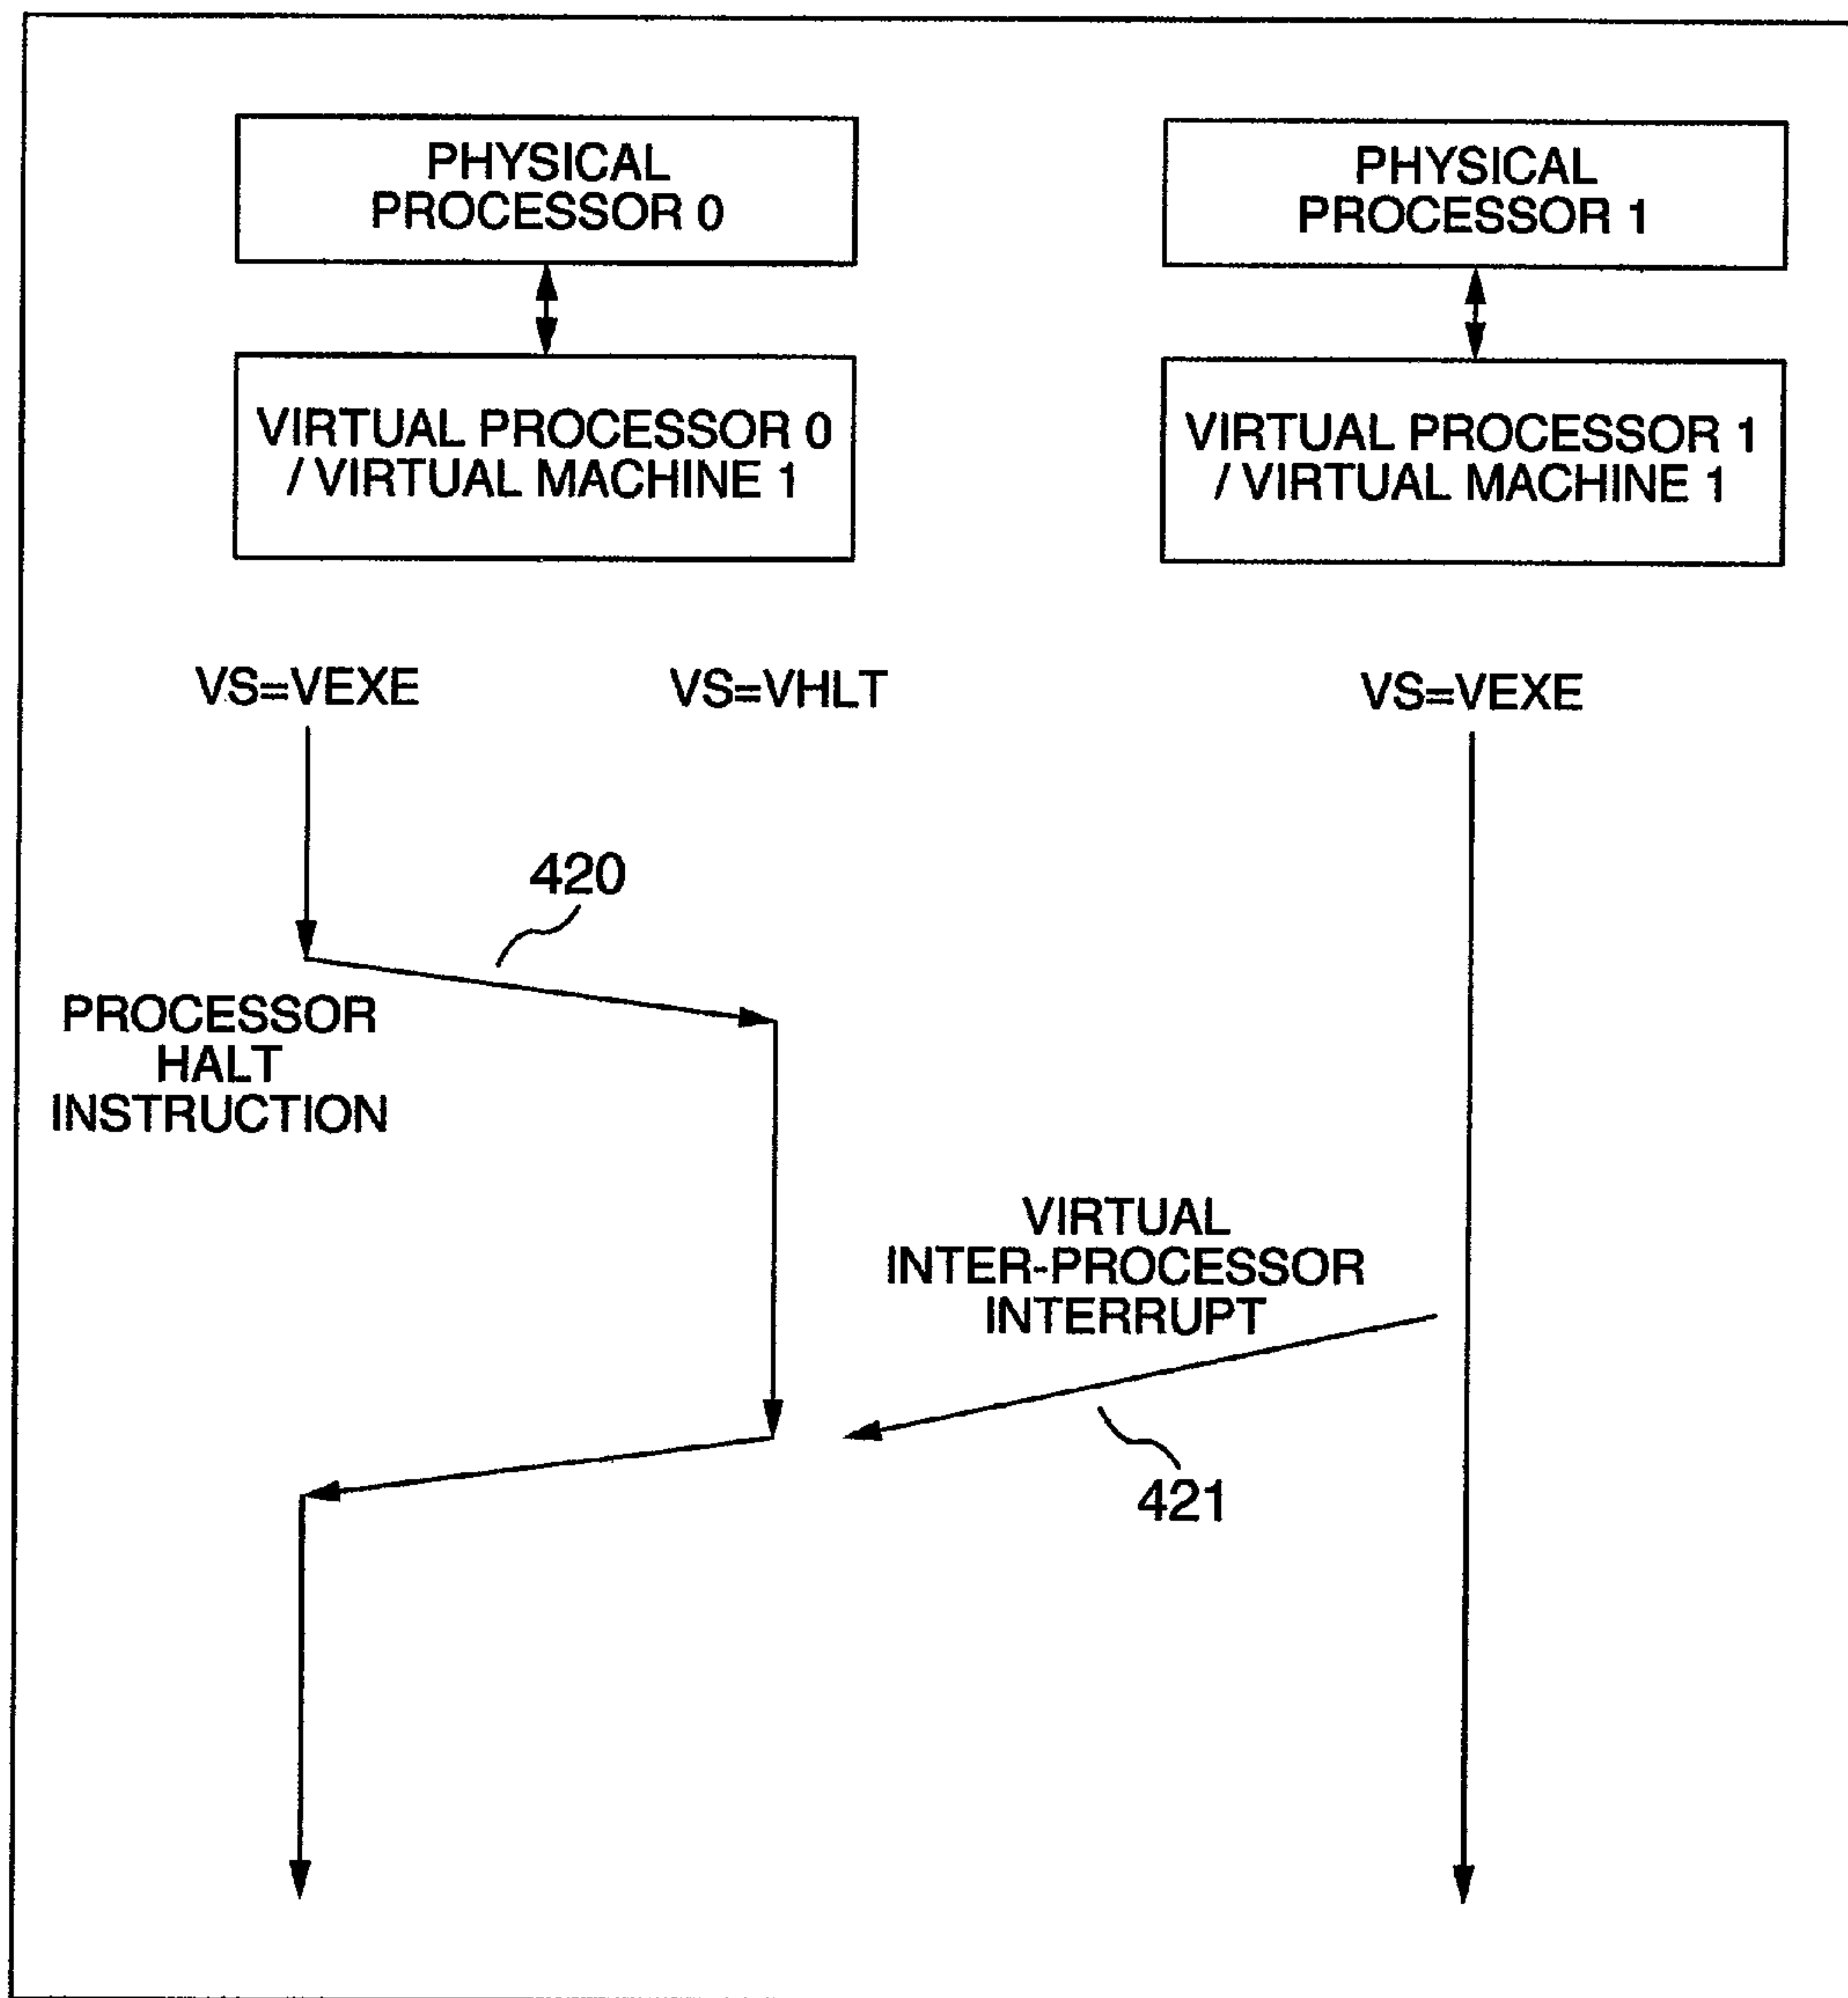 PHYSICAL
PROCESSOR 0
PHYSICAL
PROCESSOR 1
VIRTUAL PROCESSOR 0
/ VIRTUAL MACHINE 1
VIRTUAL PROCESSOR 1
/ VIRTUAL MACHINE 1
VS=VEXE
VS=VHLT
VS=VEXE
420
PROCESSOR
HALT
INSTRUCTION
VIRTUAL
INTER-PROCESSOR
INTERRUPT
421